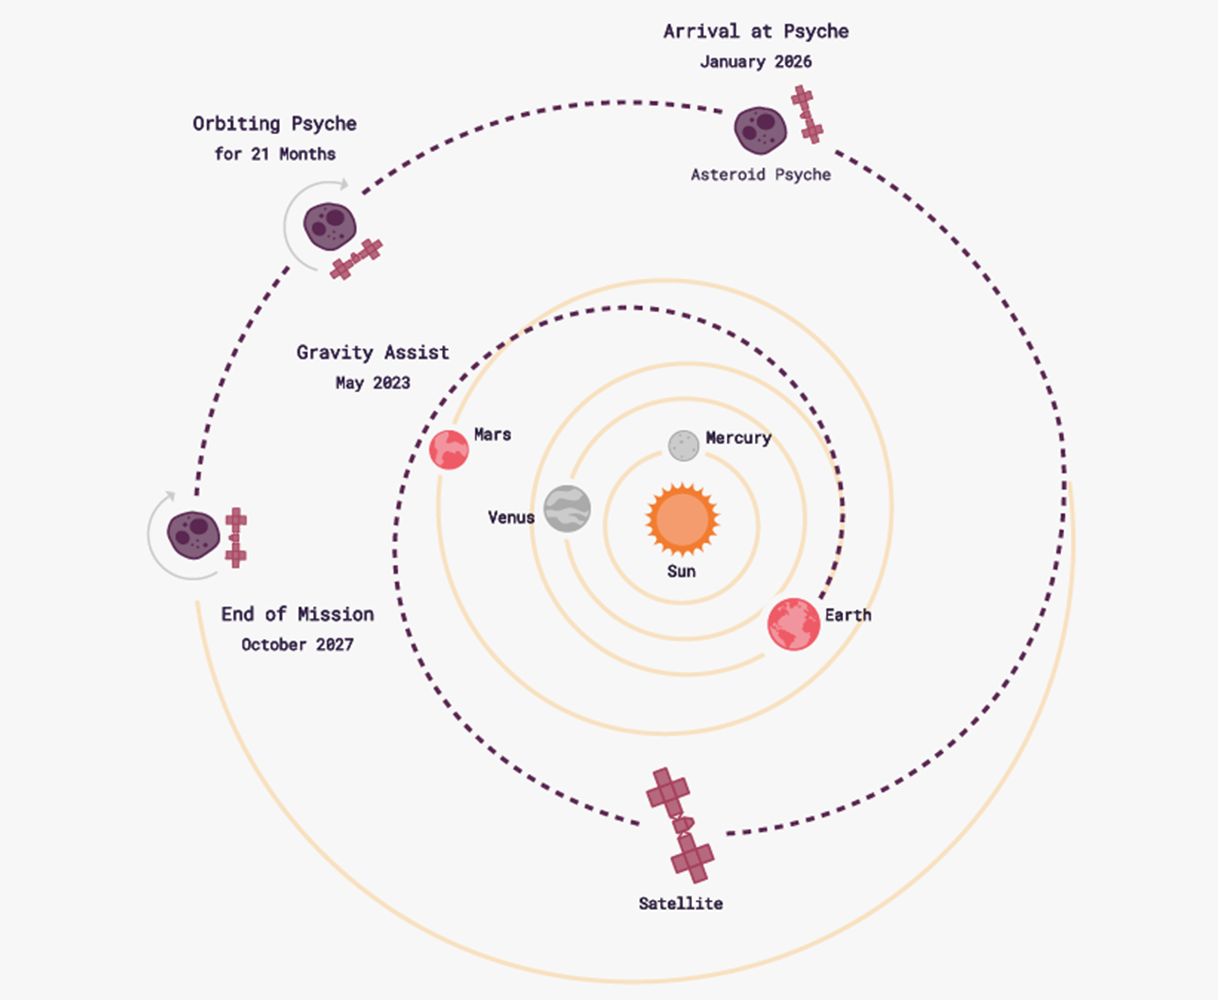 Arrival at Psyche
January 2026
Asteroid Psyche
Orbiting Psyche
for 21 Months
Gravity Assist
May 2023
Mars
Mercury
Venus
Sun
Earth
End of Mission
October 2027
Satellite